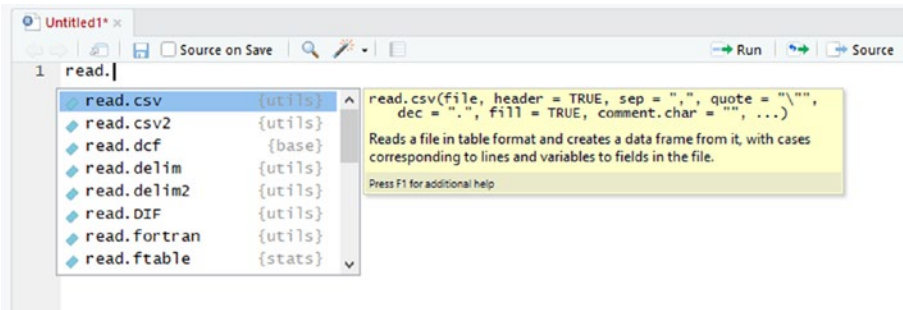 Untitled1*
Source on Save
Run
Source
1 read.
read.csv {utils}
read.csv2 {utils}
read.dcf {base}
read.delim {utils}
read.delim2 {utils}
read.DIF {utils}
read.fortran {utils}
read.ftable {stats}
read.csv(file, header = TRUE, sep = ",", quote = "\"",
dec = ".", fill = TRUE, comment.char = "", ...)
Reads a file in table format and creates a data frame from it, with cases
corresponding to lines and variables to fields in the file.
Press F1 for additional help